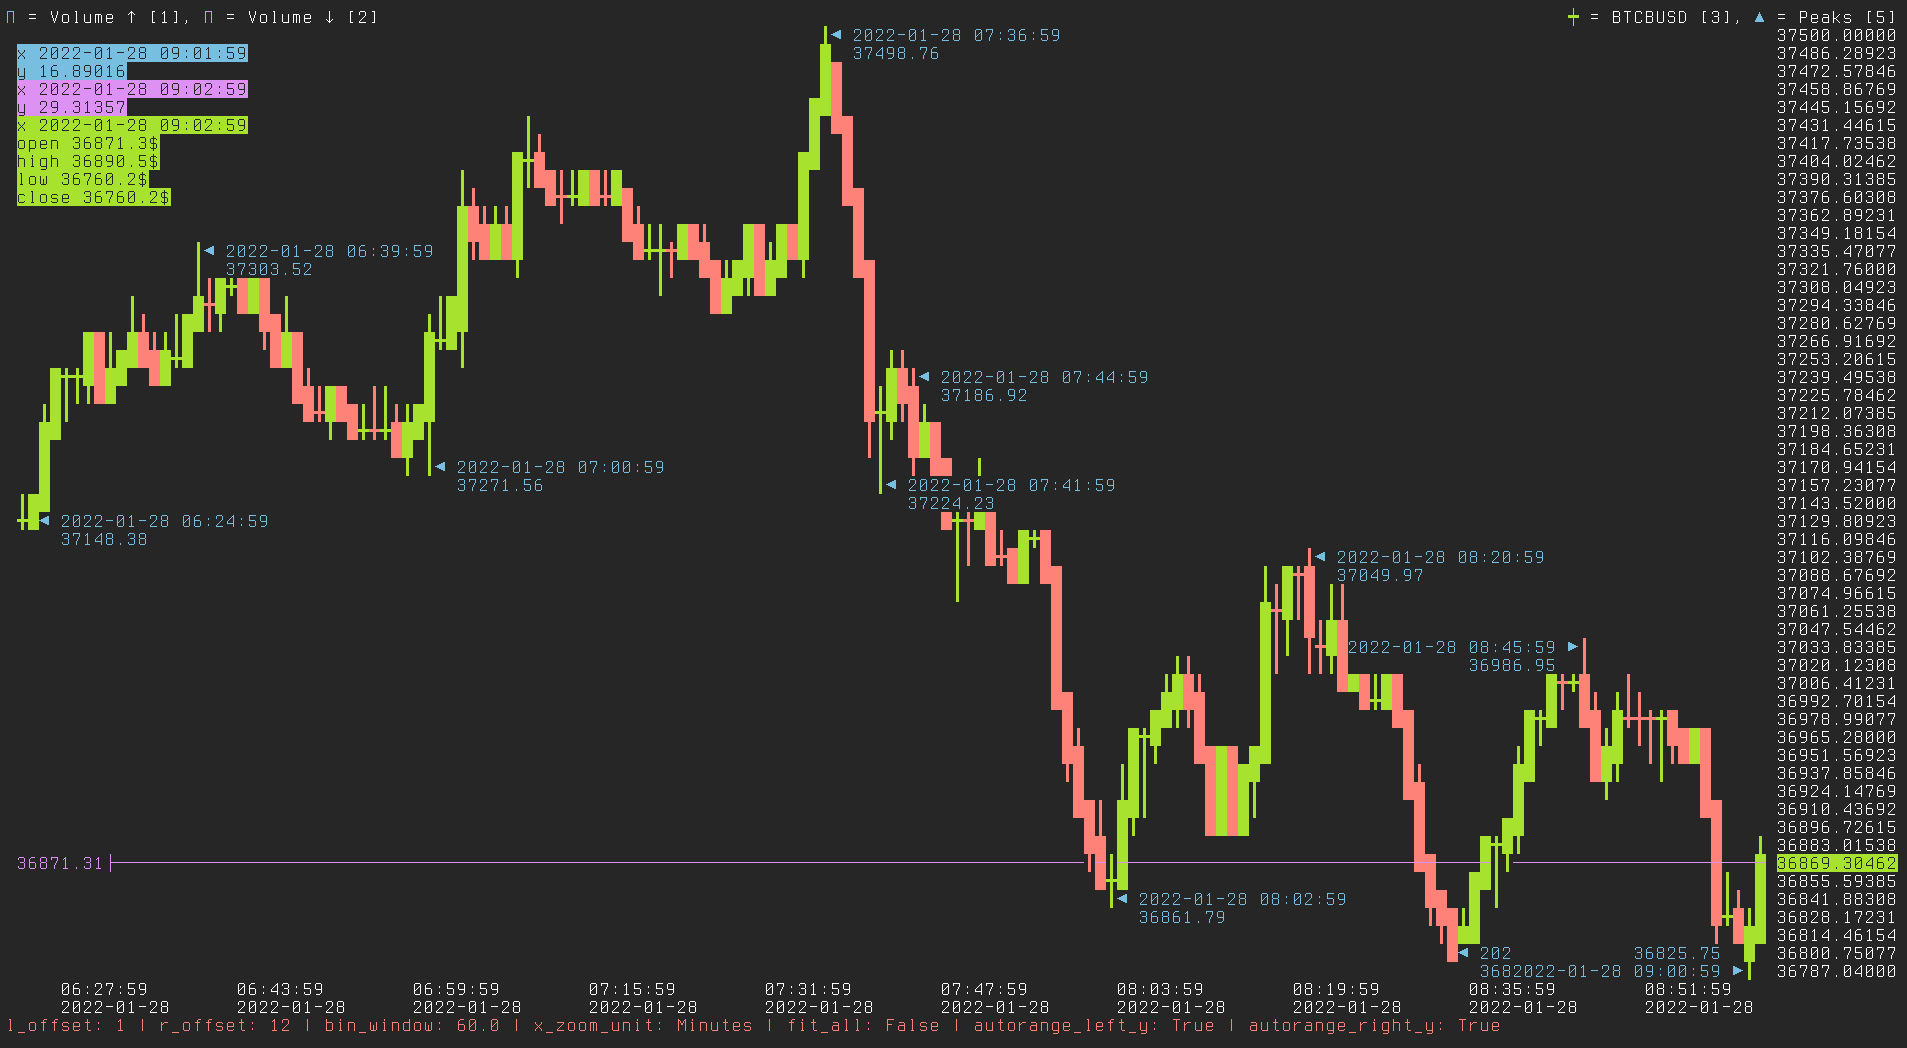 ▯ = Volume ↑ [1], ▯ = Volume ↓ [2]
┼ = BTCBUSD [3], ▲ = Peaks [5]
x 2022-01-28 09:01:59
y 16.89016
x 2022-01-28 09:02:59
y 29.31357
x 2022-01-28 09:02:59
open 36871.3$
high 36890.5$
low 36760.2$
close 36760.2$
◄ 2022-01-28 07:36:59
37498.76
◄ 2022-01-28 06:39:59
37303.52
◄ 2022-01-28 07:44:59
37186.92
◄ 2022-01-28 07:00:59
37271.56
◄ 2022-01-28 07:41:59
37224.23
◄ 2022-01-28 06:24:59
37148.38
◄ 2022-01-28 08:20:59
37049.97
2022-01-28 08:45:59 ►
36986.95
36871.31
◄ 2022-01-28 08:02:59
36861.79
◄ 202
36825.75
3682022-01-28 09:00:59 ►
37500.00000
37486.28923
37472.57846
37458.86769
37445.15692
37431.44615
37417.73538
37404.02462
37390.31385
37376.60308
37362.89231
37349.18154
37335.47077
37321.76000
37308.04923
37294.33846
37280.62769
37266.91692
37253.20615
37239.49538
37225.78462
37212.07385
37198.36308
37184.65231
37170.94154
37157.23077
37143.52000
37129.80923
37116.09846
37102.38769
37088.67692
37074.96615
37061.25538
37047.54462
37033.83385
37020.12308
37006.41231
36992.70154
36978.99077
36965.28000
36951.56923
36937.85846
36924.14769
36910.43692
36896.72615
36883.01538
36869.30462
36855.59385
36841.88308
36828.17231
36814.46154
36800.75077
36787.04000
06:27:59 06:43:59 06:59:59 07:15:59 07:31:59 07:47:59 08:03:59 08:19:59 08:35:59 08:51:59
2022-01-28 2022-01-28 2022-01-28 2022-01-28 2022-01-28 2022-01-28 2022-01-28 2022-01-28 2022-01-28 2022-01-28
l_offset: 1 | r_offset: 12 | bin_window: 60.0 | x_zoom_unit: Minutes | fit_all: False | autorange_left_y: True | autorange_right_y: True